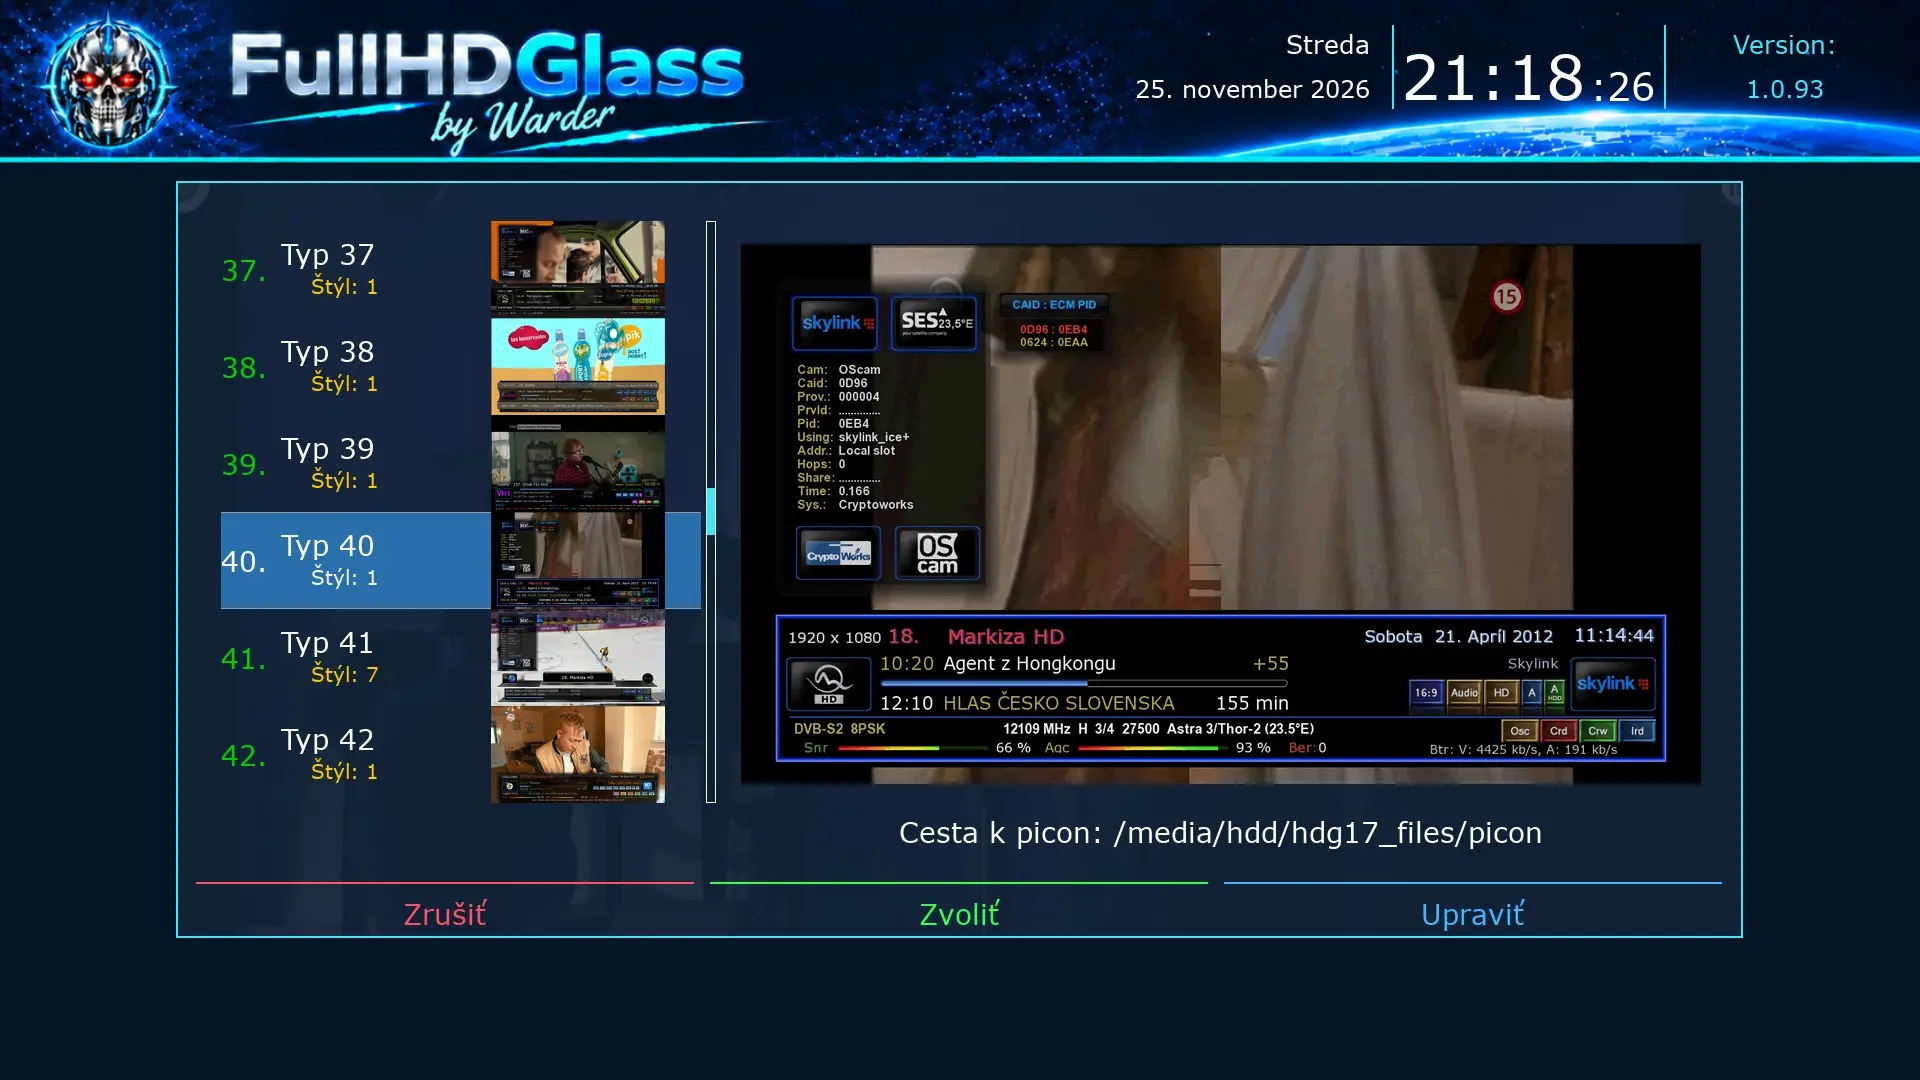 FullHDGlass
by Warder
Streda
25. november 2026
21:18:26
Version:
1.0.93
37. Typ 37
Štýl: 1
38. Typ 38
Štýl: 1
39. Typ 39
Štýl: 1
40. Typ 40
Štýl: 1
41. Typ 41
Štýl: 7
42. Typ 42
Štýl: 1
skylink
SES 23,5°E
your satellite company
CAID : ECM PID
0D96 : 0EB4
0624 : 0EAA
15
Cam: OScam
Caid: 0D96
Prov.: 000004
PrvId: .............
Pid: 0EB4
Using: skylink_ice+
Addr.: Local slot
Hops: 0
Share: .............
Time: 0.166
Sys.: Cryptoworks
CryptoWorks
OS cam
1920 x 1080 18. Markiza HD
Sobota 21. Apríl 2012 11:14:44
10:20 Agent z Hongkongu +55
Skylink
HD
skylink
16:9 Audio HD A A HDD
12:10 HLAS ČESKO SLOVENSKA 155 min
DVB-S2 8PSK 12109 MHz H 3/4 27500 Astra 3/Thor-2 (23.5°E)
Osc Crd Crw Ird
Snr 66 % Agc 93 % Ber: 0
Btr: V: 4425 kb/s, A: 191 kb/s
Cesta k picon: /media/hdd/hdg17_files/picon
Zrušiť
Zvoliť
Upraviť